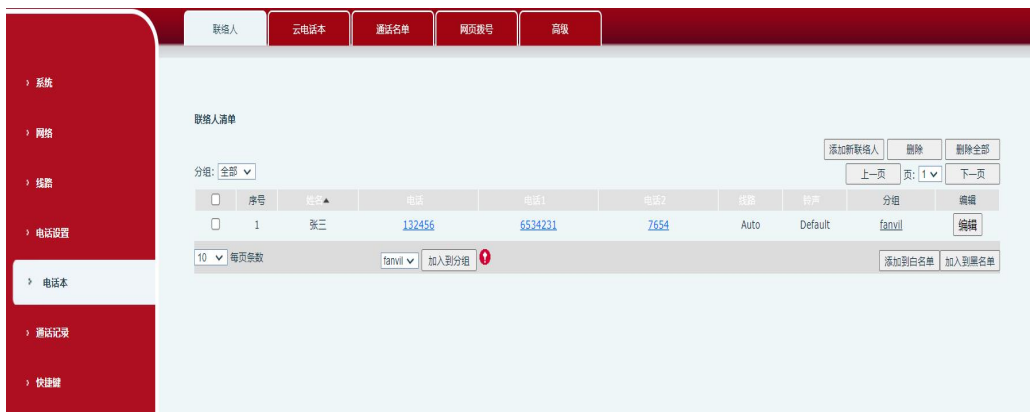 联络人 云电话本 通话名单 网页拨号 高级
› 系统
› 网络
› 线路
› 电话设置
› 电话本
› 通话记录
› 快捷键
联络人清单
添加新联络人 删除 删除全部
分组: 全部 上一页 页: 1 下一页
序号 姓名▲ 电话 电话1 电话2 线路 铃声 分组 编辑
1 张三 132456 6534231 7654 Auto Default fanvil 编辑
10 每页条数 fanvil 加入到分组 添加到白名单 加入到黑名单